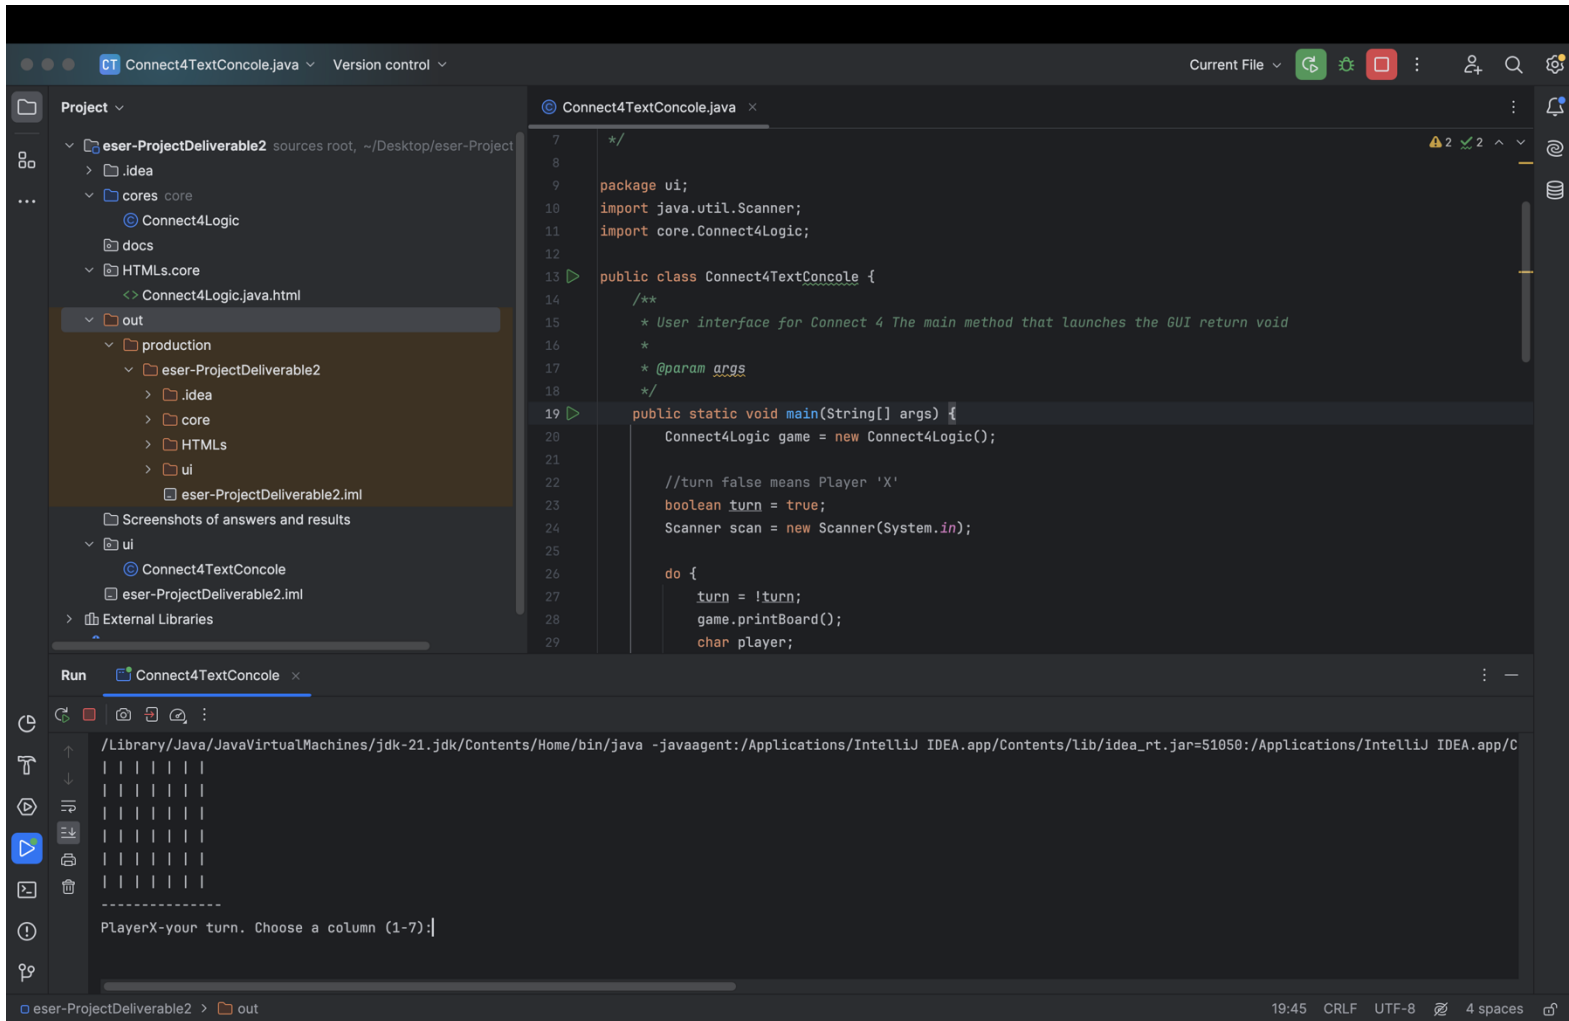 CT Connect4TextConcole.java Version control Current File
Project
eser-ProjectDeliverable2 sources root, ~/Desktop/eser-Project
.idea
cores core
Connect4Logic
docs
HTMLs.core
<> Connect4Logic.java.html
out
production
eser-ProjectDeliverable2
.idea
core
HTMLs
ui
eser-ProjectDeliverable2.iml
Screenshots of answers and results
ui
Connect4TextConcole
eser-ProjectDeliverable2.iml
External Libraries
Connect4TextConcole.java
2 2
7 */
8
9 package ui;
10 import java.util.Scanner;
11 import core.Connect4Logic;
12
13 public class Connect4TextConcole {
14 /**
15 * User interface for Connect 4 The main method that launches the GUI return void
16 *
17 * @param args
18 */
19 public static void main(String[] args) {
20 Connect4Logic game = new Connect4Logic();
21
22 //turn false means Player 'X'
23 boolean turn = true;
24 Scanner scan = new Scanner(System.in);
25
26 do {
27 turn = !turn;
28 game.printBoard();
29 char player;
Run Connect4TextConcole
/Library/Java/JavaVirtualMachines/jdk-21.jdk/Contents/Home/bin/java -javaagent:/Applications/IntelliJ IDEA.app/Contents/lib/idea_rt.jar=51050:/Applications/IntelliJ IDEA.app/C
| | | | | | |
| | | | | | |
| | | | | | |
| | | | | | |
| | | | | | |
| | | | | | |
---------------
PlayerX-your turn. Choose a column (1-7):
eser-ProjectDeliverable2 > out 19:45 CRLF UTF-8 4 spaces